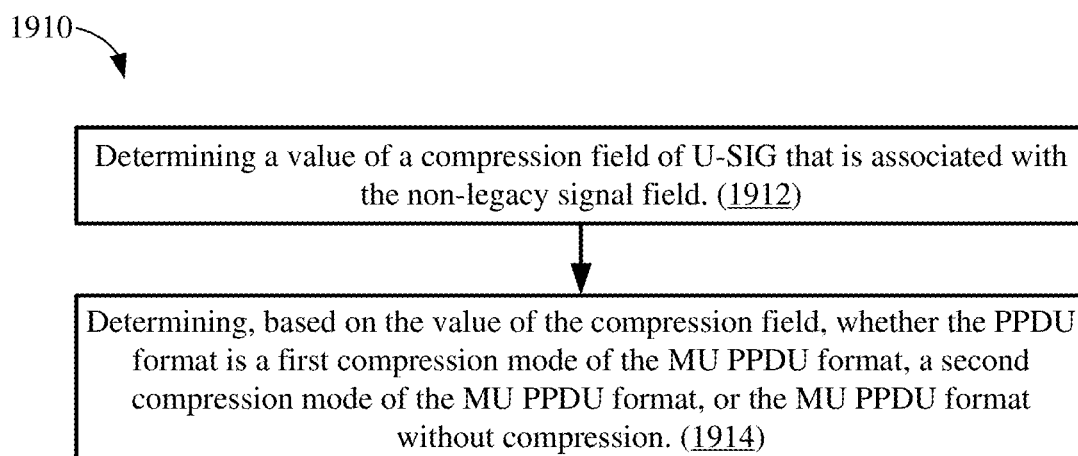 1910
Determining a value of a compression field of U-SIG that is associated with
the non-legacy signal field. (1912)
Determining, based on the value of the compression field, whether the PPDU
format is a first compression mode of the MU PPDU format, a second
compression mode of the MU PPDU format, or the MU PPDU format
without compression. (1914)